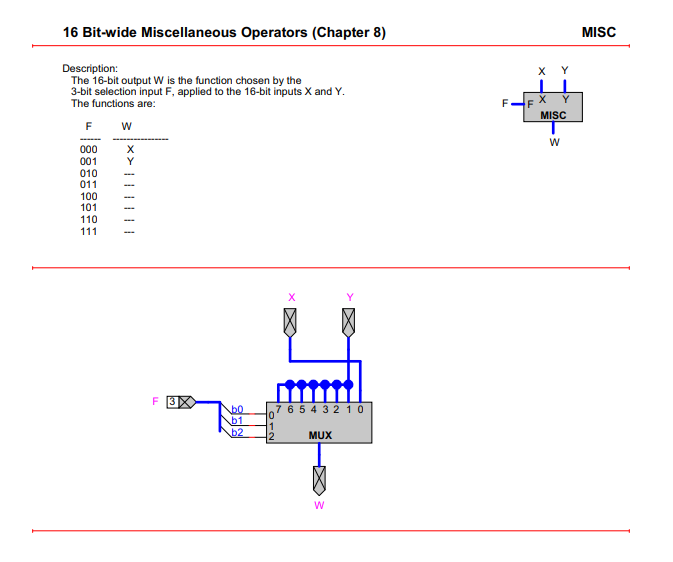 16 Bit-wide Miscellaneous Operators (Chapter 8) MISC
Description:
The 16-bit output W is the function chosen by the
3-bit selection input F, applied to the 16-bit inputs X and Y.
The functions are:
F W
------ ----------------
000 X
001 Y
010 ---
011 ---
100 ---
101 ---
110 ---
111 ---
X Y
F F X Y
MISC
W
X Y
F 3
b0 0 7 6 5 4 3 2 1 0
b1 1
b2 2 MUX
W